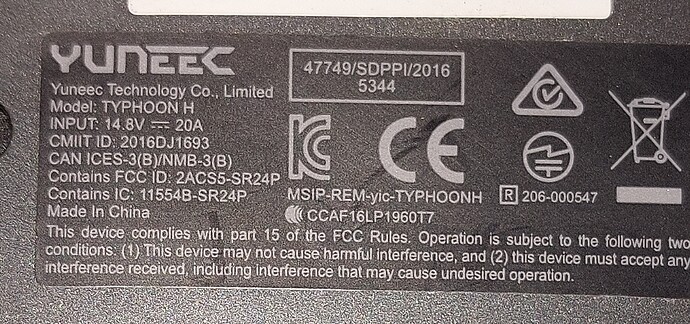 YUNEEC
Yuneec Technology Co., Limited
Model: TYPHOON H
INPUT: 14.8V ⎓ 20A
CMIIT ID: 2016DJ1693
CAN ICES-3(B)/NMB-3(B)
Contains FCC ID: 2ACS5-SR24P
Contains IC: 11554B-SR24P
Made In China
47749/SDPPI/2016
5344
KC CE
MSIP-REM-yic-TYPHOONH
CCAF16LP1960T7
R 206-000547
This device complies with part 15 of the FCC Rules. Operation is subject to the following two
conditions: (1) This device may not cause harmful interference, and (2) this device must accept any
interference received, including interference that may cause undesired operation.